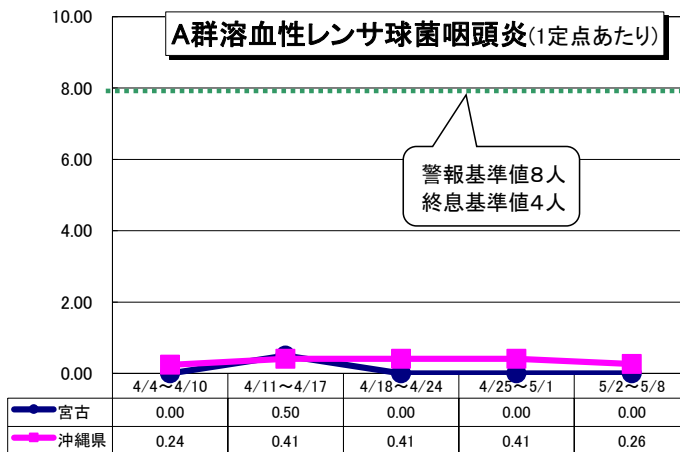 A群溶血性レンサ球菌咽頭炎(1定点あたり)
10.00
8.00
6.00
4.00
2.00
0.00
警報基準値8人
終息基準値4人
4/4～4/10 4/11～4/17 4/18～4/24 4/25～5/1 5/2～5/8
宮古 0.00 0.50 0.00 0.00 0.00
沖縄県 0.24 0.41 0.41 0.41 0.26